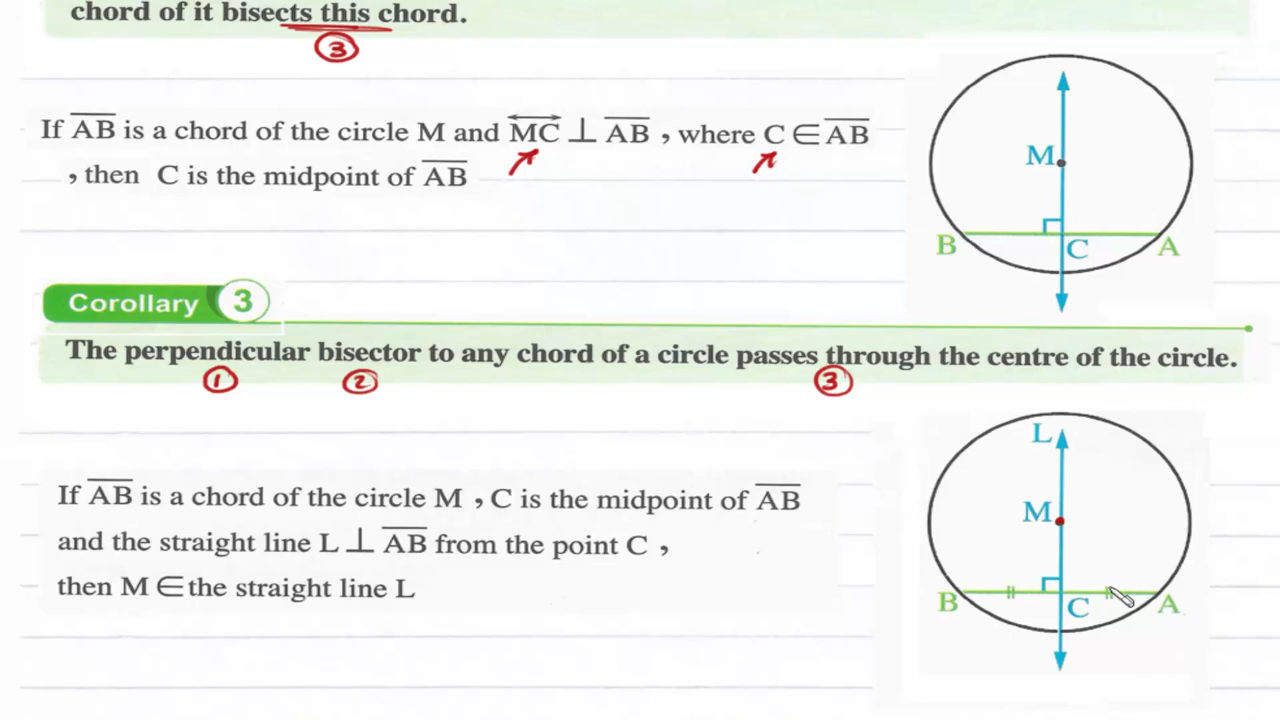 chord of it bisects this chord.
3
If AB is a chord of the circle M and MC ⊥ AB , where C ∈ AB
, then C is the midpoint of AB
M
B
C
A
Corollary 3
The perpendicular bisector to any chord of a circle passes through the centre of the circle.
1
2
3
L
M
If AB is a chord of the circle M , C is the midpoint of AB
and the straight line L ⊥ AB from the point C ,
then M ∈ the straight line L
B
C
A